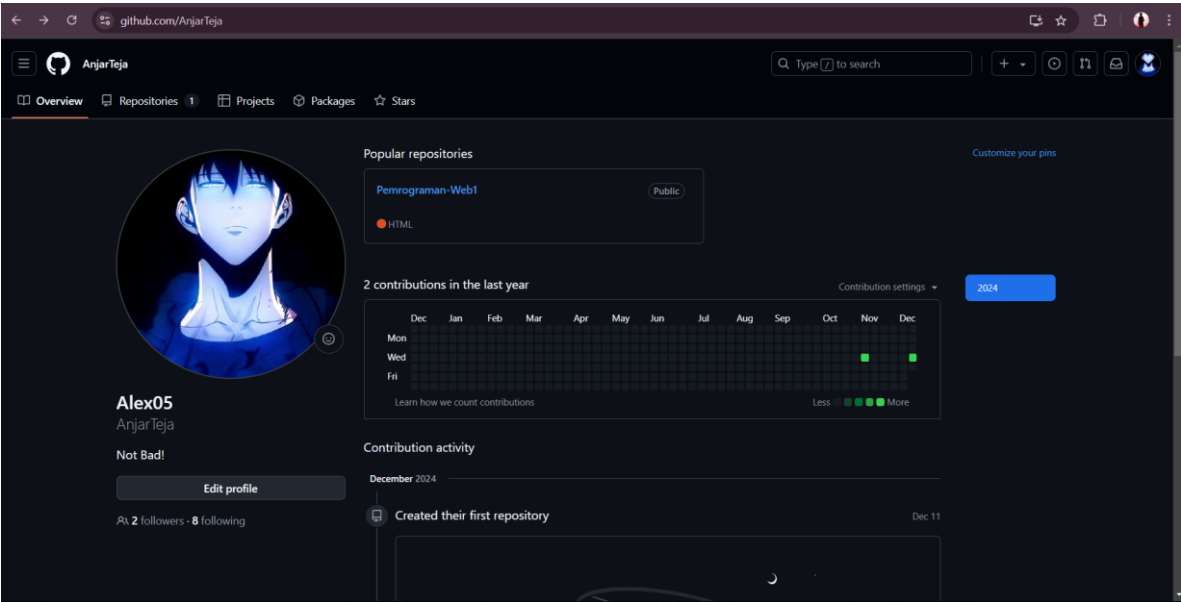 github.com/AnjarTeja
AnjarTeja
Type / to search
Overview Repositories 1 Projects Packages Stars
Popular repositories
Customize your pins
Pemrograman-Web1 Public
HTML
2 contributions in the last year
Contribution settings
2024
Dec Jan Feb Mar Apr May Jun Jul Aug Sep Oct Nov Dec
Mon
Wed
Fri
Learn how we count contributions
Less More
Alex05
AnjarTeja
Not Bad!
Edit profile
2 followers · 8 following
Contribution activity
December 2024
Created their first repository Dec 11